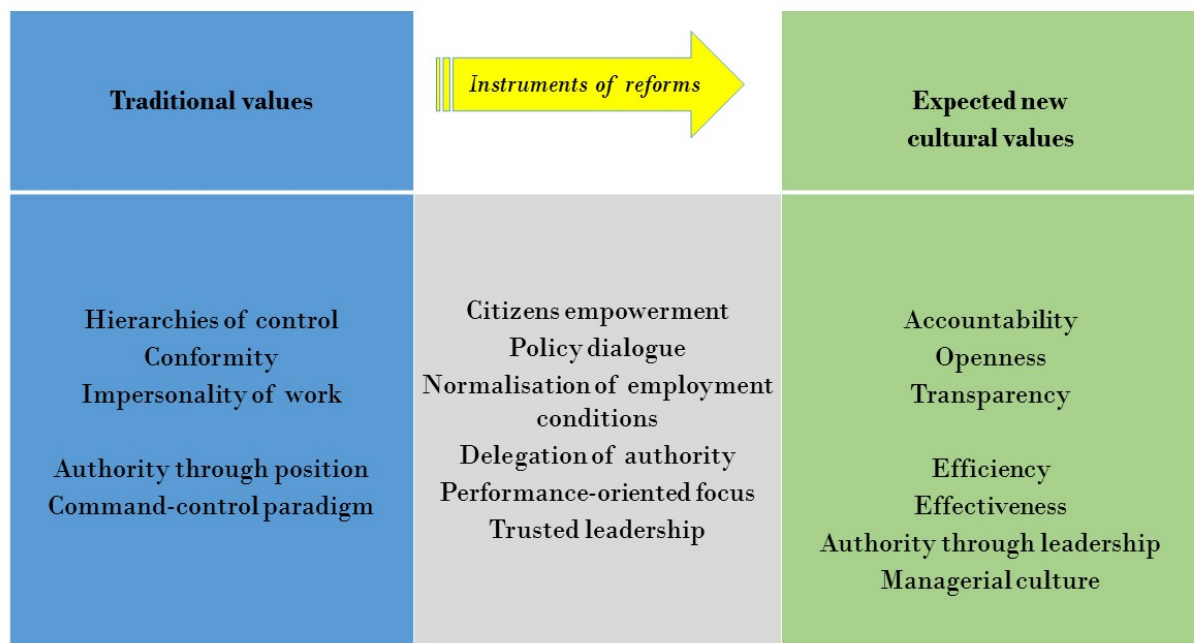 Traditional values
Instruments of reforms
Expected new
cultural values
Hierarchies of control
Conformity
Impersonality of work
Authority through position
Command-control paradigm
Citizens empowerment
Policy dialogue
Normalisation of employment
conditions
Delegation of authority
Performance-oriented focus
Trusted leadership
Accountability
Openness
Transparency
Efficiency
Effectiveness
Authority through leadership
Managerial culture